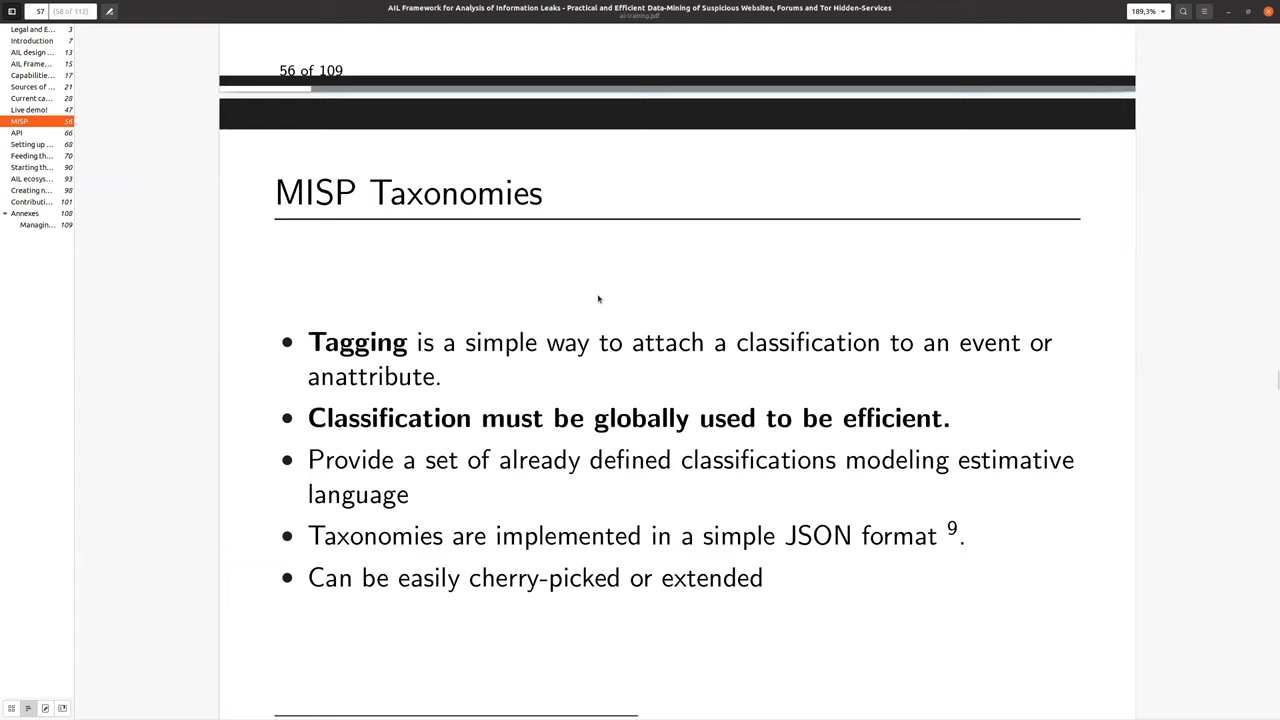 57 (58 of 112)
AIL Framework for Analysis of Information Leaks - Practical and Efficient Data-Mining of Suspicious Websites, Forums and Tor Hidden-Services
ail-training.pdf
189,3%
Legal and E... 3
Introduction 7
AIL design ... 13
AIL Frame... 15
Capabilitie... 17
Sources of ... 21
Current ca... 28
Live demo! 47
MISP 56
API 66
Setting up ... 68
Feeding th... 70
Starting th... 90
AIL ecosys... 93
Creating n... 98
Contributi... 101
Annexes 108
Managin... 109
56 of 109
MISP Taxonomies
• Tagging is a simple way to attach a classification to an event or
anattribute.
• Classification must be globally used to be efficient.
• Provide a set of already defined classifications modeling estimative
language
• Taxonomies are implemented in a simple JSON format 9.
• Can be easily cherry-picked or extended